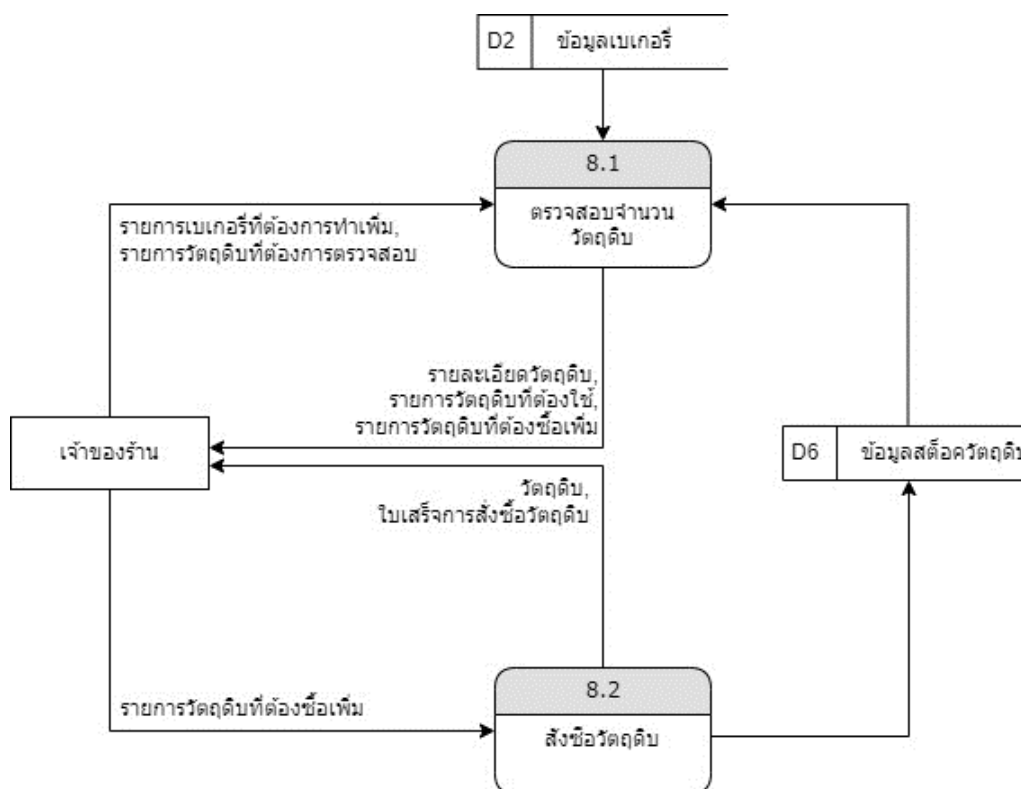 D2 ข้อมูลเบเกอรี่
8.1
ตรวจสอบจำนวน
วัตถุดิบ
รายการเบเกอรี่ที่ต้องการทำเพิ่ม,
รายการวัตถุดิบที่ต้องการตรวจสอบ
รายละเอียดวัตถุดิบ,
รายการวัตถุดิบที่ต้องใช้,
รายการวัตถุดิบที่ต้องซื้อเพิ่ม
เจ้าของร้าน
D6 ข้อมูลสต็อควัตถุดิบ
วัตถุดิบ,
ใบเสร็จการสั่งซื้อวัตถุดิบ
รายการวัตถุดิบที่ต้องซื้อเพิ่ม
8.2
สั่งซื้อวัตถุดิบ